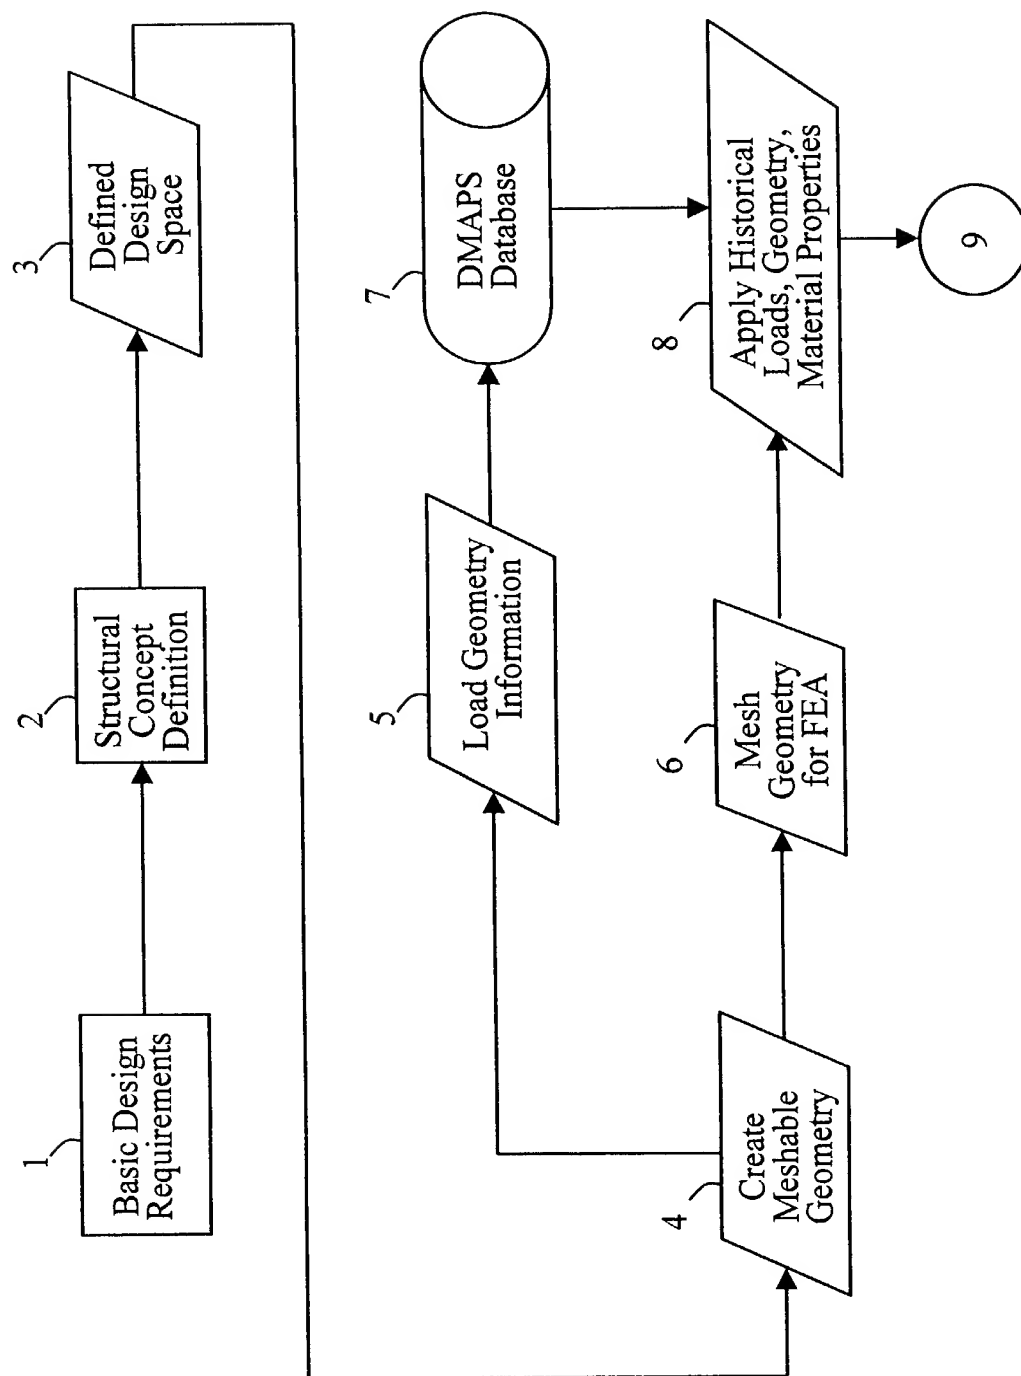 1
Basic Design
Requirements
2
Structural
Concept
Definition
3
Defined
Design
Space
4
Create
Meshable
Geometry
5
Load Geometry
Information
6
Mesh
Geometry
for FEA
7
DMAPS
Database
8
Apply Historical
Loads, Geometry,
Material Properties
9